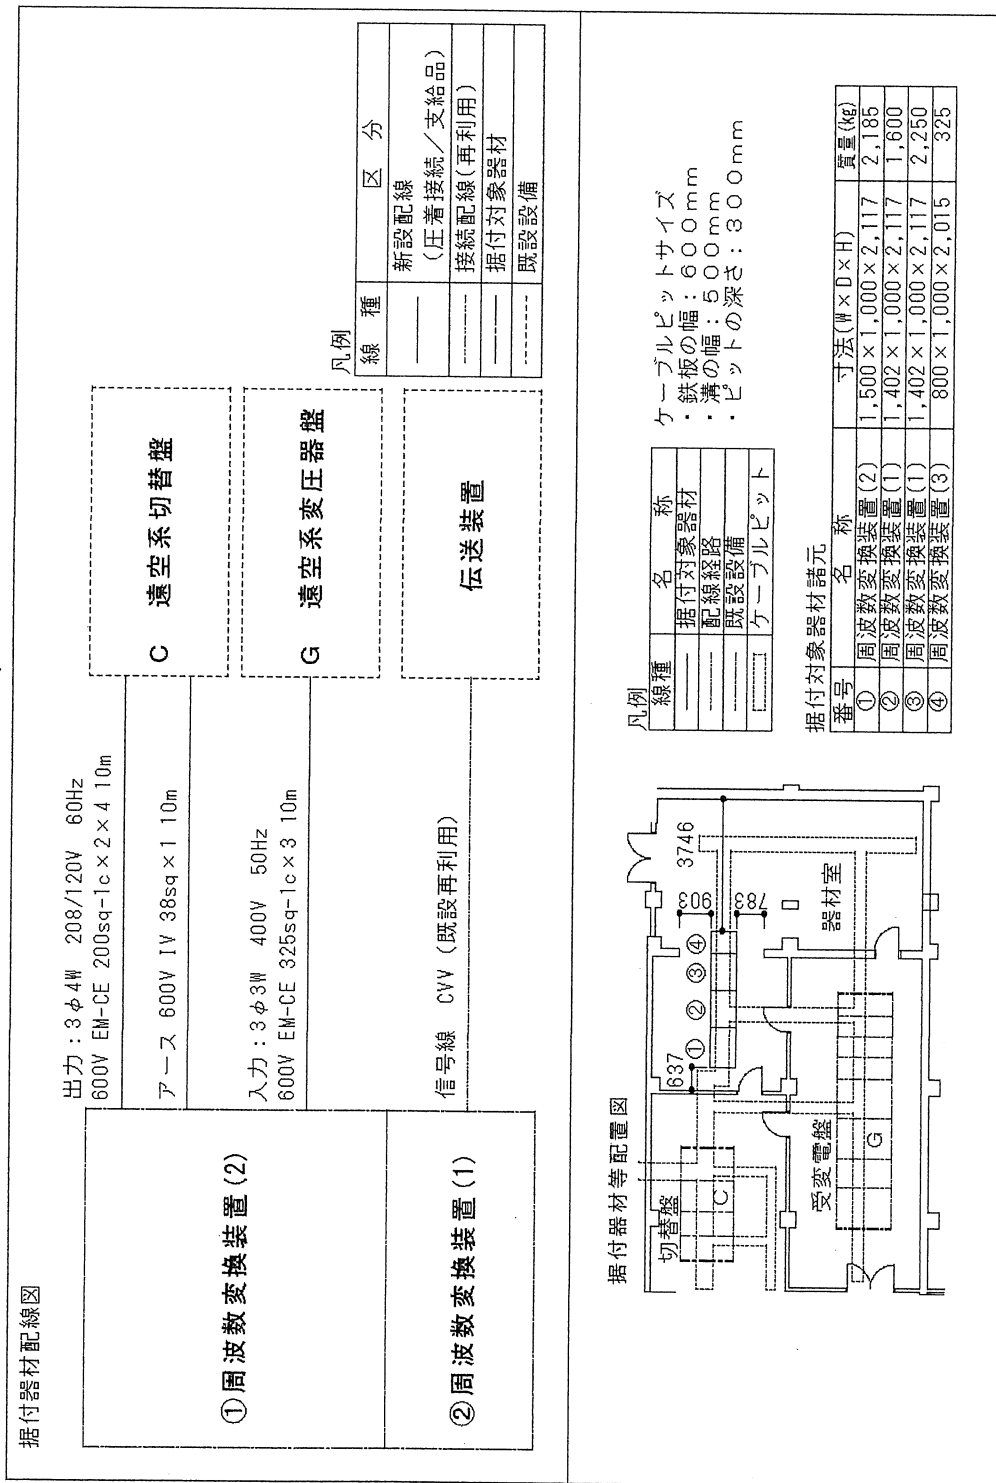 据付器材配線図
①周波数変換装置(2)
②周波数変換装置(1)
出力：3φ4W 208/120V 60Hz
600V EM-CE 200sq-1c×2×4 10m
アース 600V IV 38sq×1 10m
入力：3φ3W 400V 50Hz
600V EM-CE 325sq-1c×3 10m
信号線 CVV (既設再利用)
C 遠空系切替盤
G 遠空系変圧器盤
伝送装置
凡例
線 種 区 分
新設配線
(圧着接続／支給品)
接続配線(再利用)
据付対象器材
既設設備
据付器材等配置図
切替盤
C
受変電盤
G
637
① ② ③ ④
903
783
3746
器材室
凡例
線種 名 称
据付対象器材
配線経路
既設設備
ケーブルピット
ケーブルピットサイズ
・鉄板の幅：600mm
・溝の幅：500mm
・ピットの深さ：300mm
据付対象器材諸元
番号 名 称 寸法(W×D×H) 質量(kg)
① 周波数変換装置(2) 1,500×1,000×2,117 2,185
② 周波数変換装置(1) 1,402×1,000×2,117 1,600
③ 周波数変換装置(1) 1,402×1,000×2,117 2,250
④ 周波数変換装置(3) 800×1,000×2,015 325